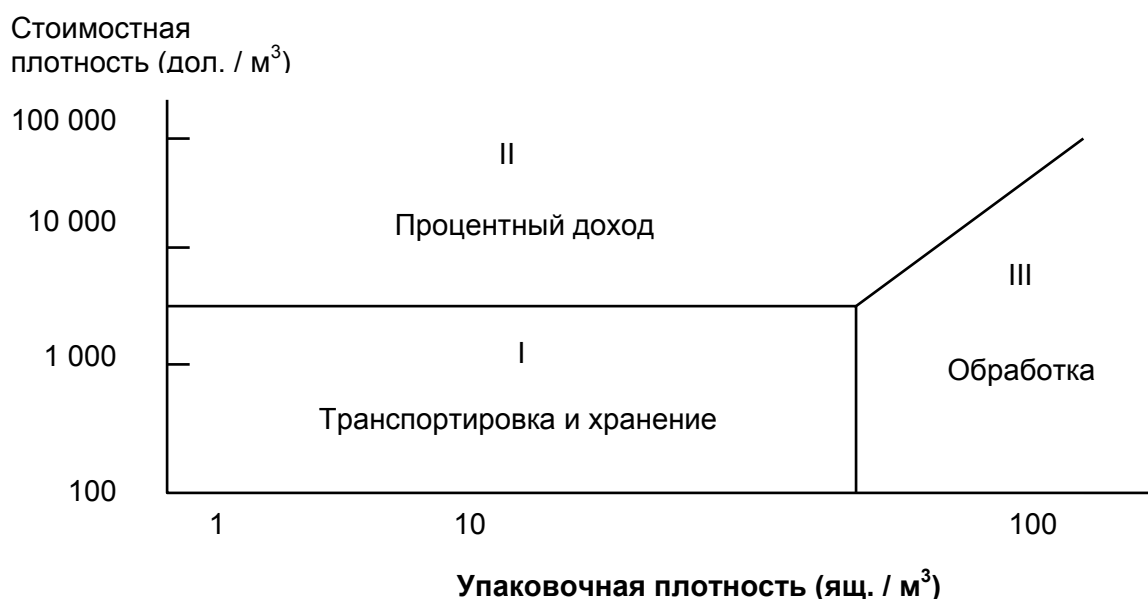 Стоимостная
плотность (дол. / м³)
100 000
II
10 000
Процентный доход
III
I
1 000
Обработка
Транспортировка и хранение
100
1 10 100
Упаковочная плотность (ящ. / м³)